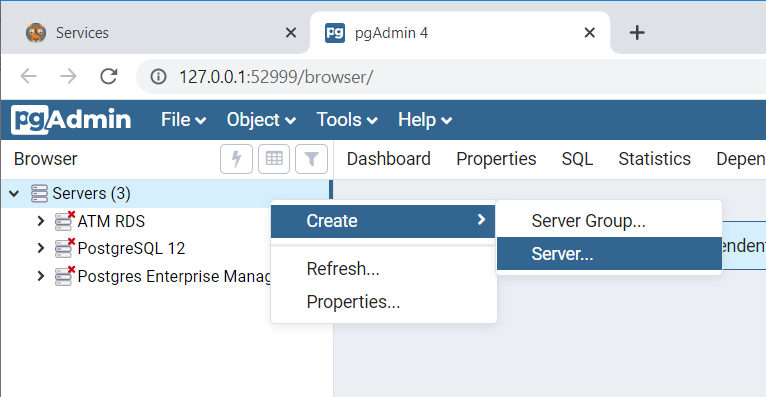 Services
pgAdmin 4
127.0.0.1:52999/browser/
pgAdmin File Object Tools Help
Browser Dashboard Properties SQL Statistics Depen
Servers (3)
ATM RDS
PostgreSQL 12
Postgres Enterprise Manag
Create
Refresh...
Properties...
Server Group...
Server...
endent